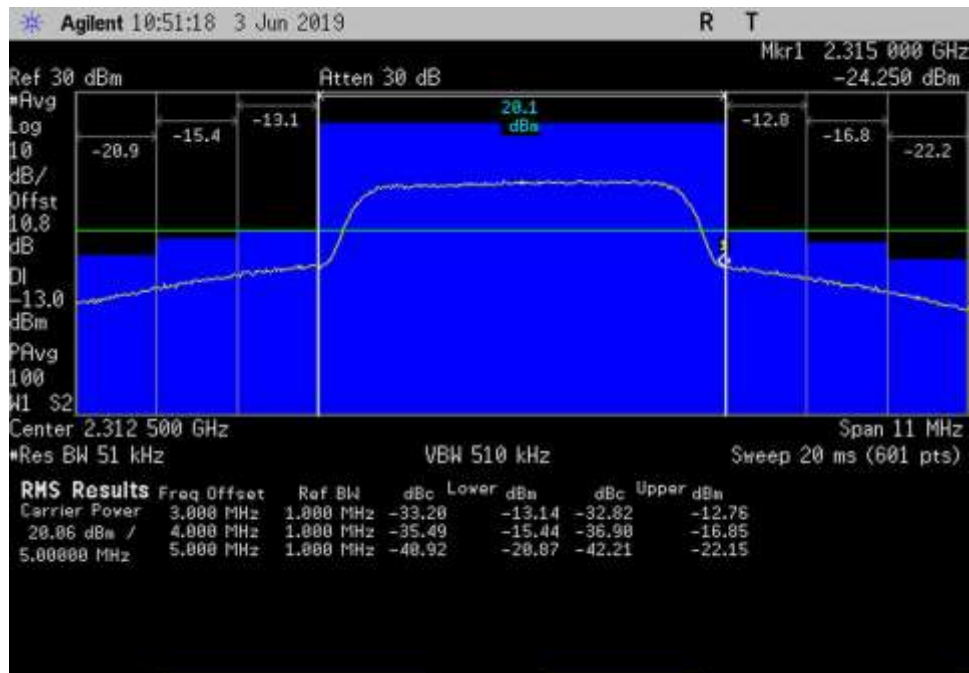 Agilent 10:51:18 3 Jun 2019 R T
Mkr1 2.315 000 GHz
Ref 30 dBm Atten 30 dB -24.250 dBm
*Avg
Log
10
dB/
Offst
10.8
dB
DI
-13.0
dBm
PAvg
100
W1 S2
-20.9 -15.4 -13.1 20.1 dBm -12.8 -16.8 -22.2
Center 2.312 500 GHz Span 11 MHz
*Res BW 51 kHz VBW 510 kHz Sweep 20 ms (601 pts)
RMS Results Freq Offset Ref BW dBc Lower dBm dBc Upper dBm
Carrier Power 3.000 MHz 1.000 MHz -33.20 -13.14 -32.82 -12.76
20.06 dBm / 4.000 MHz 1.000 MHz -35.49 -15.44 -36.90 -16.85
5.00000 MHz 5.000 MHz 1.000 MHz -40.92 -20.87 -42.21 -22.15